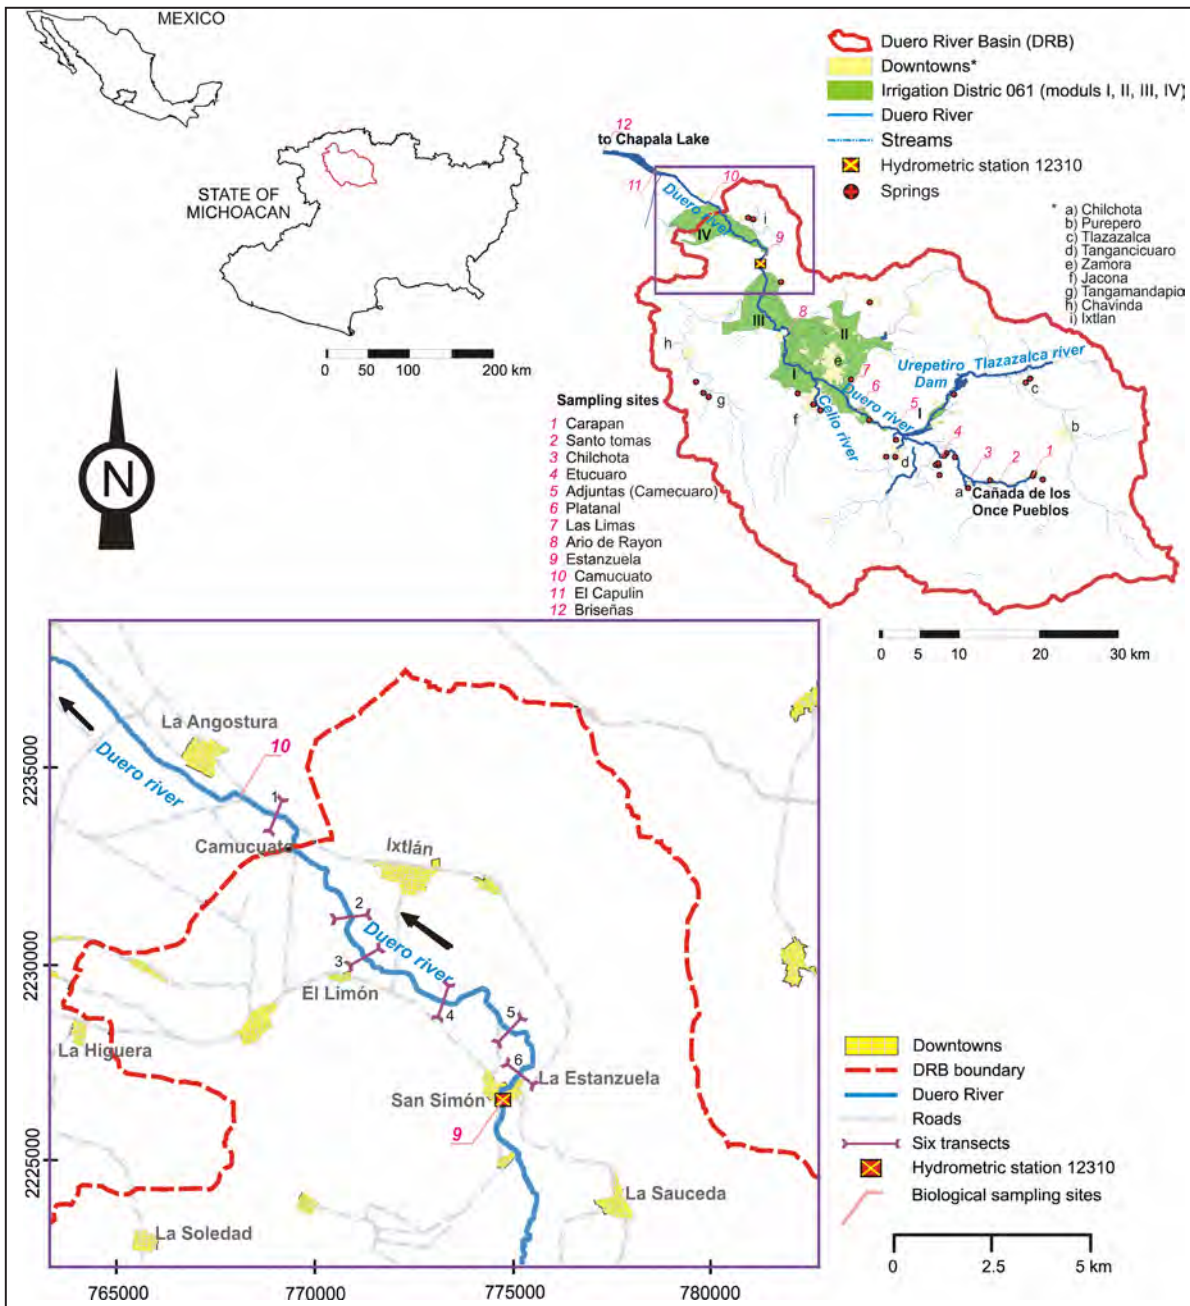 MEXICO
STATE OF
MICHOACAN
0 50 100 200 km
N
Duero River Basin (DRB)
Downtowns*
Irrigation Distric 061 (moduls I, II, III, IV)
Duero River
Streams
Hydrometric station 12310
Springs
* a) Chilchota
b) Purepero
c) Tlazazalca
d) Tangancicuaro
e) Zamora
f) Jacona
g) Tangamandapio
h) Chavinda
i) Ixtlan
12
to Chapala Lake
11
10
Duero river
IV
i
9
III
8
II
h
e
Urepetiro
Dam
Tlazazalca river
I
7
6
g
f
Celio river
Duero river
5
I
c
b
4
d
3
2
1
a
Cañada de los
Once Pueblos
0 5 10 20 30 km
Sampling sites
1 Carapan
2 Santo tomas
3 Chilchota
4 Etucuaro
5 Adjuntas (Camecuaro)
6 Platanal
7 Las Limas
8 Ario de Rayon
9 Estanzuela
10 Camucuato
11 El Capulin
12 Briseñas
2235000
2230000
2225000
765000
770000
775000
780000
La Angostura
10
Duero river
1
Camucuato
Ixtlán
2
Duero river
3
El Limón
4
5
6
La Higuera
La Estanzuela
San Simón
9
La Sauceda
La Soledad
Downtowns
DRB boundary
Duero River
Roads
Six transects
Hydrometric station 12310
Biological sampling sites
0 2.5 5 km